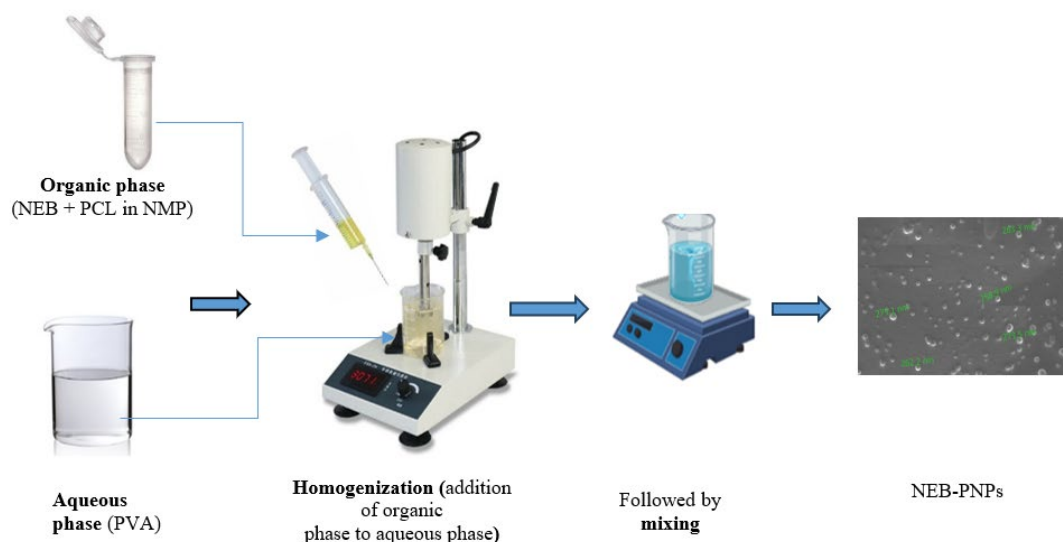 Organic phase
(NEB + PCL in NMP)
Aqueous
phase (PVA)
Homogenization (addition
of organic
phase to aqueous phase)
Followed by
mixing
NEB-PNPs